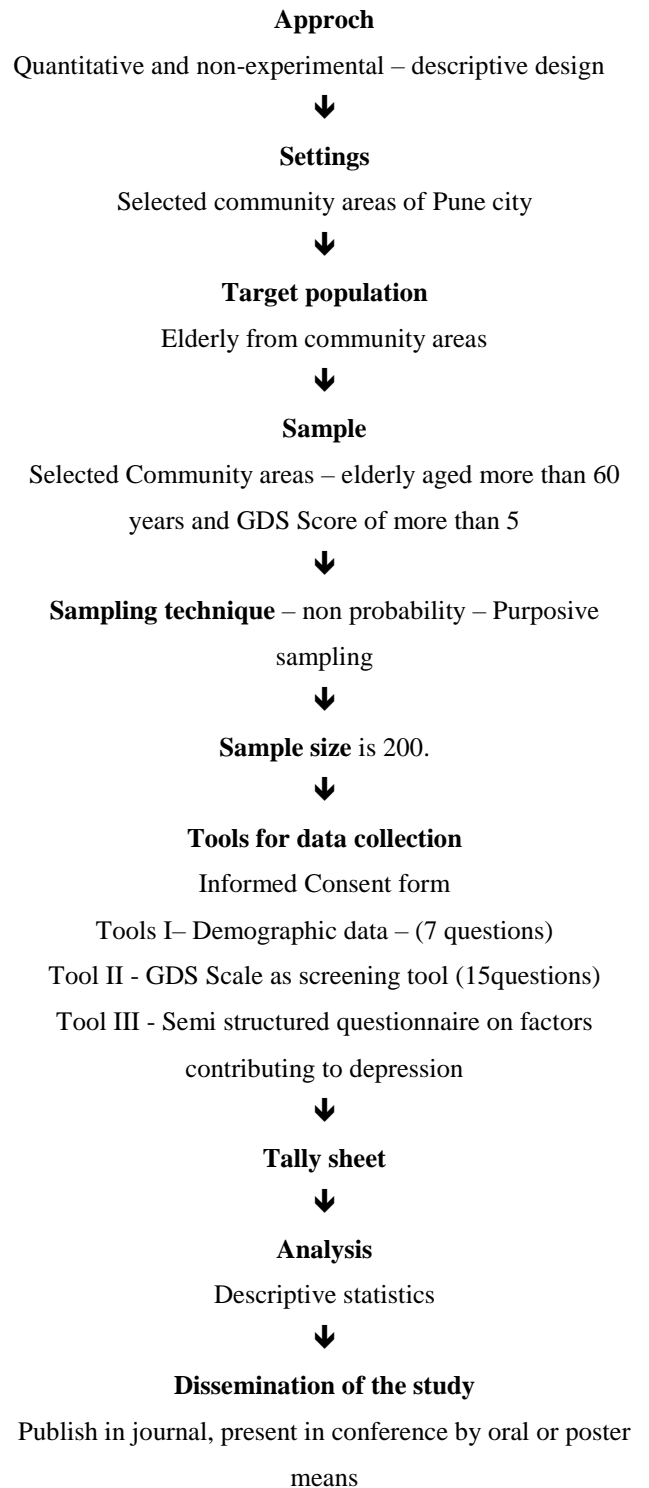 Approch
Quantitative and non-experimental – descriptive design
🡻
Settings
Selected community areas of Pune city
🡻
Target population
Elderly from community areas
🡻
Sample
Selected Community areas – elderly aged more than 60
years and GDS Score of more than 5
🡻
Sampling technique – non probability – Purposive
sampling
🡻
Sample size is 200.
🡻
Tools for data collection
Informed Consent form
Tools I– Demographic data – (7 questions)
Tool II - GDS Scale as screening tool (15questions)
Tool III - Semi structured questionnaire on factors
contributing to depression
🡻
Tally sheet
🡻
Analysis
Descriptive statistics
🡻
Dissemination of the study
Publish in journal, present in conference by oral or poster
means